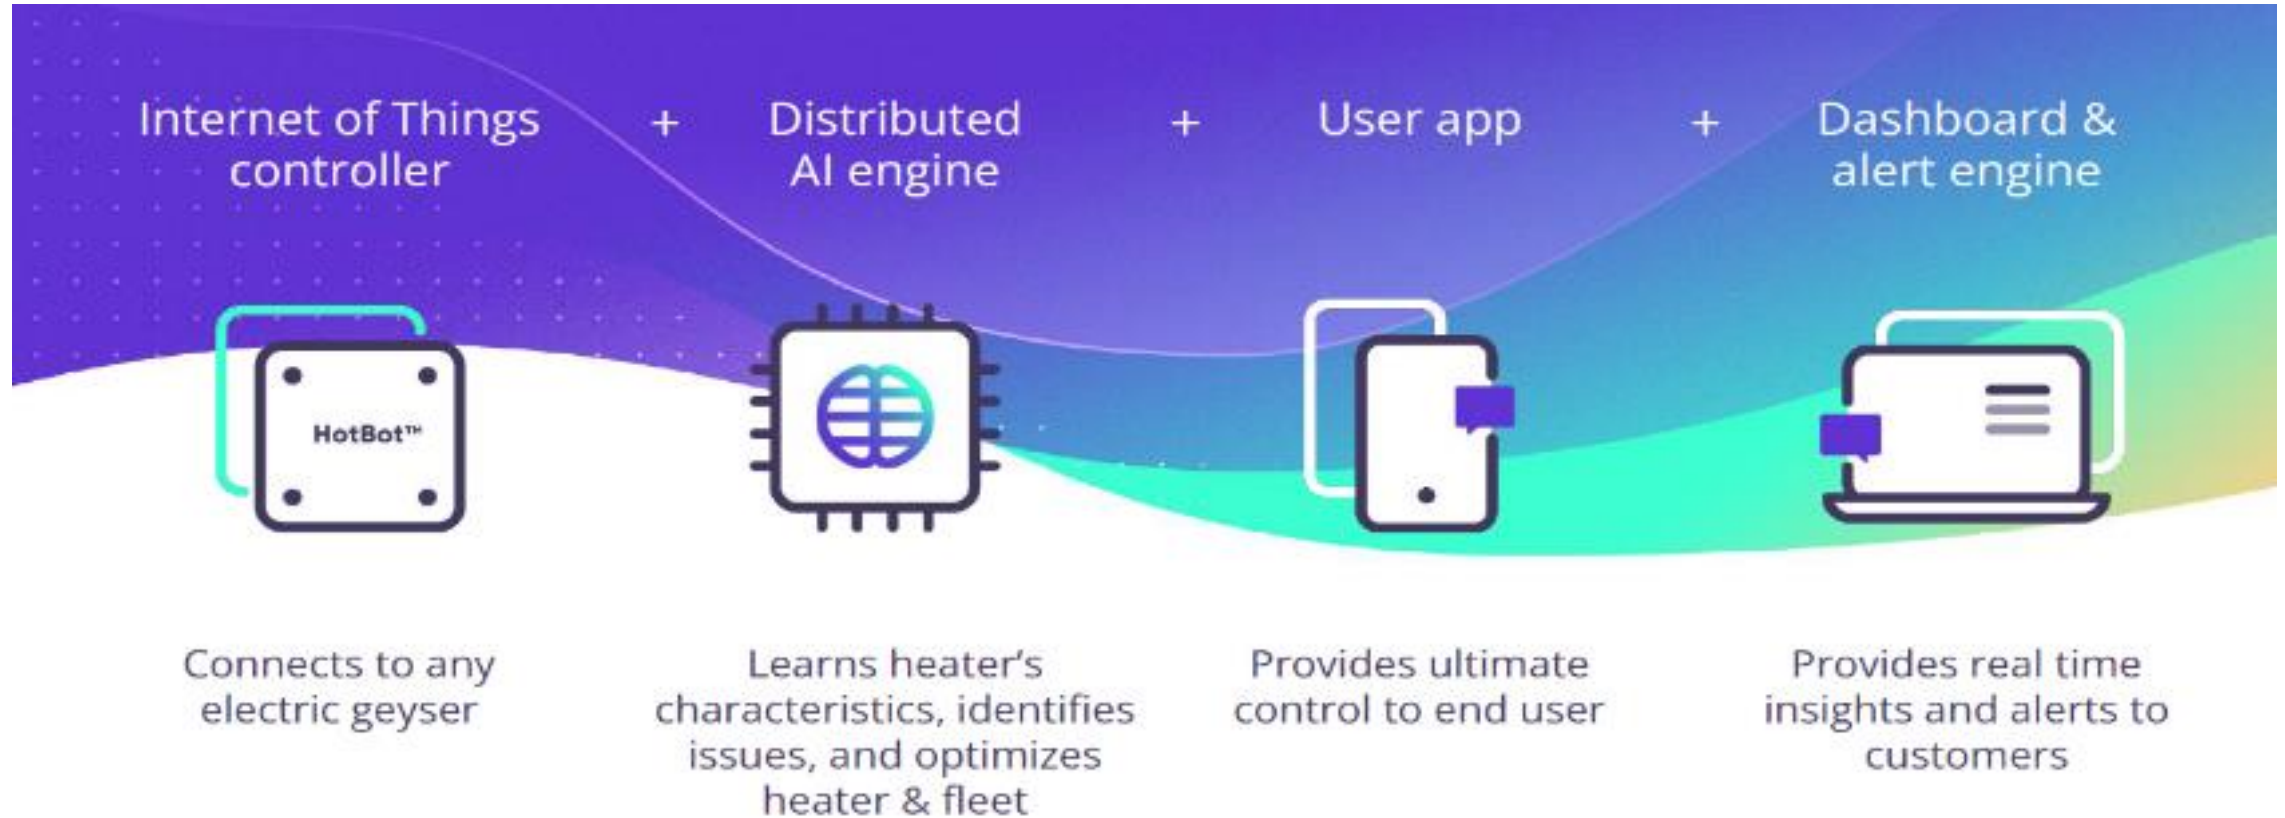 Internet of Things
controller
+
Distributed
AI engine
+
User app
+
Dashboard &
alert engine
HotBot™
Connects to any
electric geyser
Learns heater's
characteristics, identifies
issues, and optimizes
heater & fleet
Provides ultimate
control to end user
Provides real time
insights and alerts to
customers